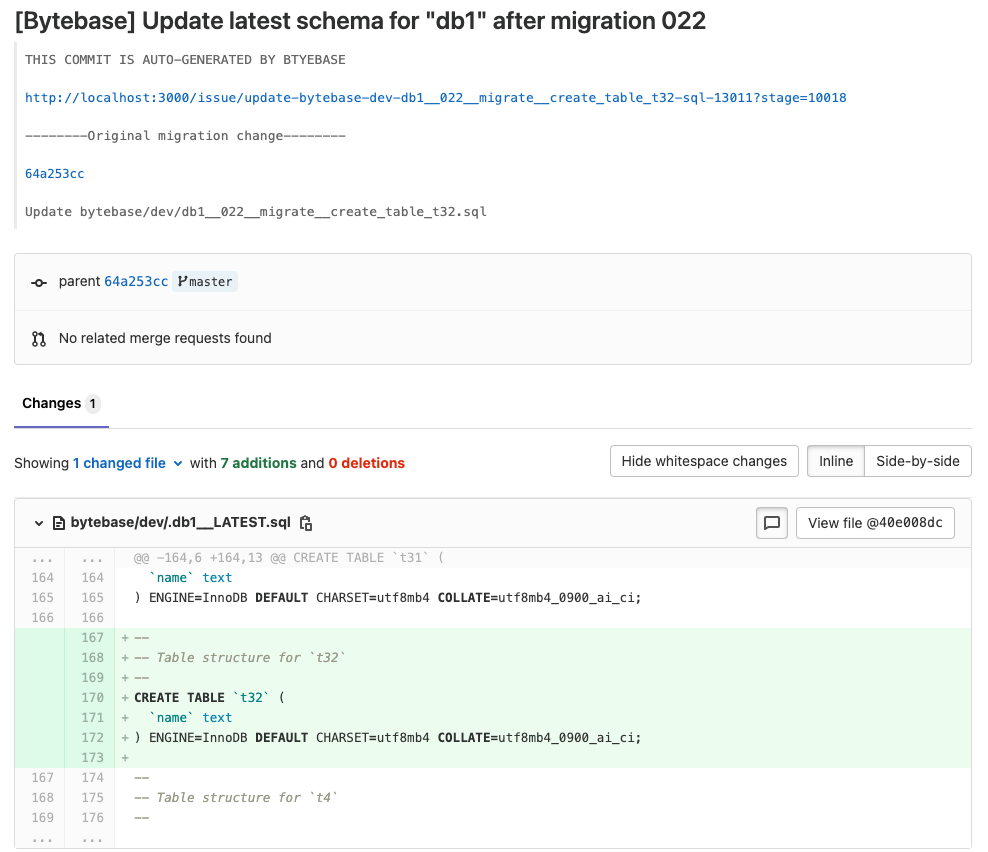 [Bytebase] Update latest schema for "db1" after migration 022
THIS COMMIT IS AUTO-GENERATED BY BTYEBASE
http://localhost:3000/issue/update-bytebase-dev-db1__022__migrate__create_table_t32-sql-13011?stage=10018
--------Original migration change--------
64a253cc
Update bytebase/dev/db1__022__migrate__create_table_t32.sql
parent 64a253cc master
No related merge requests found
Changes 1
Showing 1 changed file with 7 additions and 0 deletions
Hide whitespace changes Inline Side-by-side
bytebase/dev/.db1__LATEST.sql View file @40e008dc
... ... @@ -164,6 +164,13 @@ CREATE TABLE `t31` (
164 164 `name` text
165 165 ) ENGINE=InnoDB DEFAULT CHARSET=utf8mb4 COLLATE=utf8mb4_0900_ai_ci;
166 166
167 + --
168 + -- Table structure for `t32`
169 + --
170 + CREATE TABLE `t32` (
171 + `name` text
172 + ) ENGINE=InnoDB DEFAULT CHARSET=utf8mb4 COLLATE=utf8mb4_0900_ai_ci;
173 +
167 174 --
168 175 -- Table structure for `t4`
169 176 --
... ...